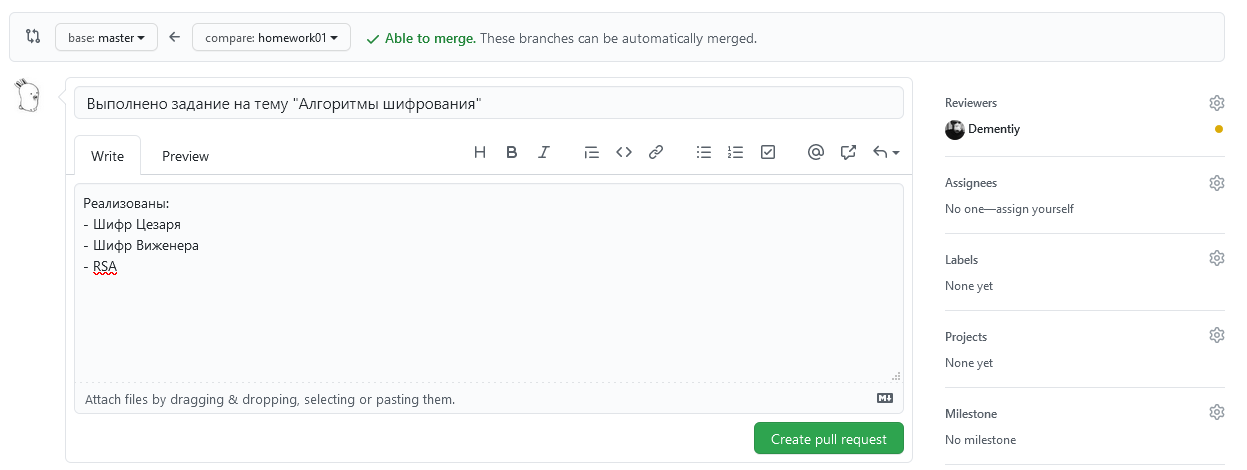 base: master
compare: homework01
Able to merge. These branches can be automatically merged.
Выполнено задание на тему "Алгоритмы шифрования"
Write
Preview
Реализованы:
- Шифр Цезаря
- Шифр Виженера
- RSA
Attach files by dragging & dropping, selecting or pasting them.
Create pull request
Reviewers
Dementiy
Assignees
No one—assign yourself
Labels
None yet
Projects
None yet
Milestone
No milestone